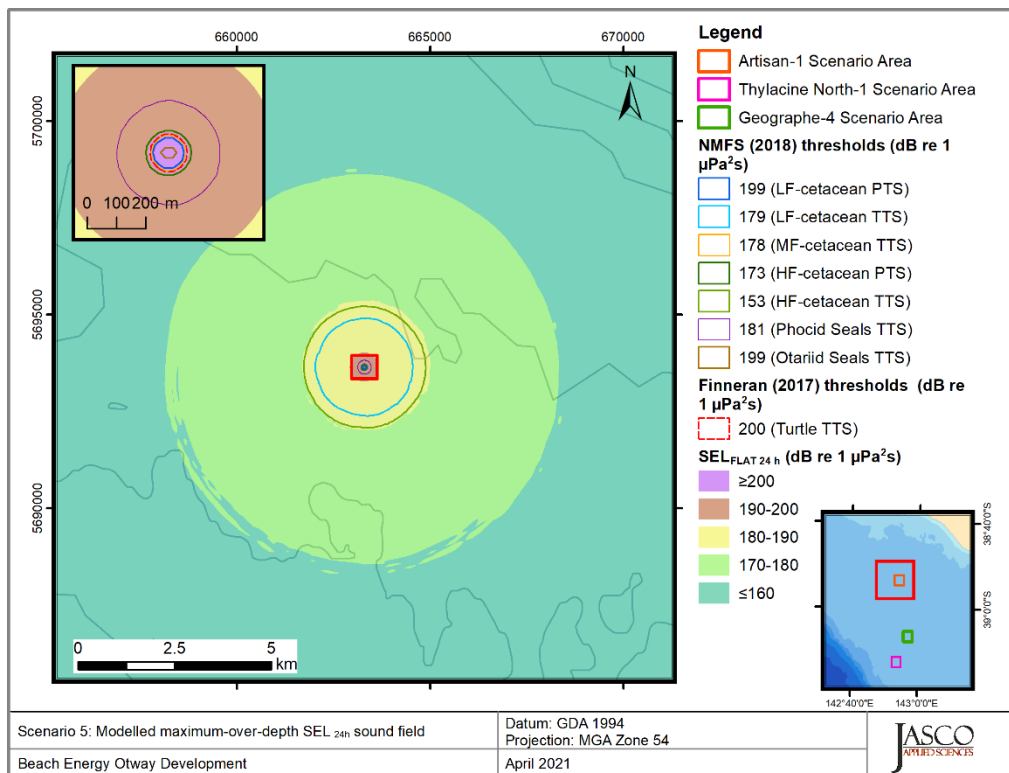 660000 665000 670000
5700000
5695000
5690000
N
0 100 200 m
0 2.5 5
km
Legend
Artisan-1 Scenario Area
Thylacine North-1 Scenario Area
Geographe-4 Scenario Area
NMFS (2018) thresholds (dB re 1
µPa²s)
199 (LF-cetacean PTS)
179 (LF-cetacean TTS)
178 (MF-cetacean TTS)
173 (HF-cetacean PTS)
153 (HF-cetacean TTS)
181 (Phocid Seals TTS)
199 (Otariid Seals TTS)
Finneran (2017) thresholds (dB re
1 µPa²s)
200 (Turtle TTS)
SEL FLAT 24 h (dB re 1 µPa²s)
≥200
190-200
180-190
170-180
≤160
38°40'0"S
39°0'0"S
142°40'0"E 143°0'0"E
Scenario 5: Modelled maximum-over-depth SEL 24h sound field
Datum: GDA 1994
Projection: MGA Zone 54
Beach Energy Otway Development
April 2021
JASCO
APPLIED SCIENCES